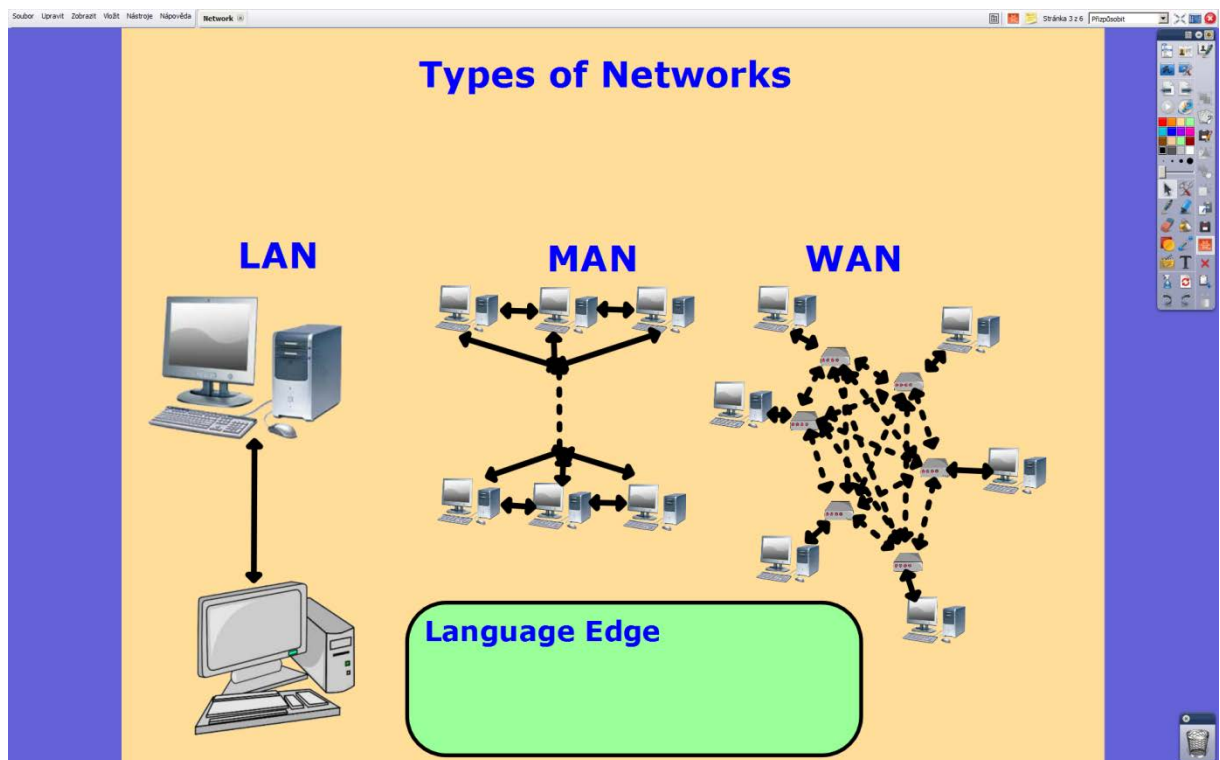 Soubor Upravit Zobrazit Vložit Nástroje Nápověda Network Stránka 3 z 6 Přizpůsobit
Types of Networks
LAN MAN WAN
Language Edge